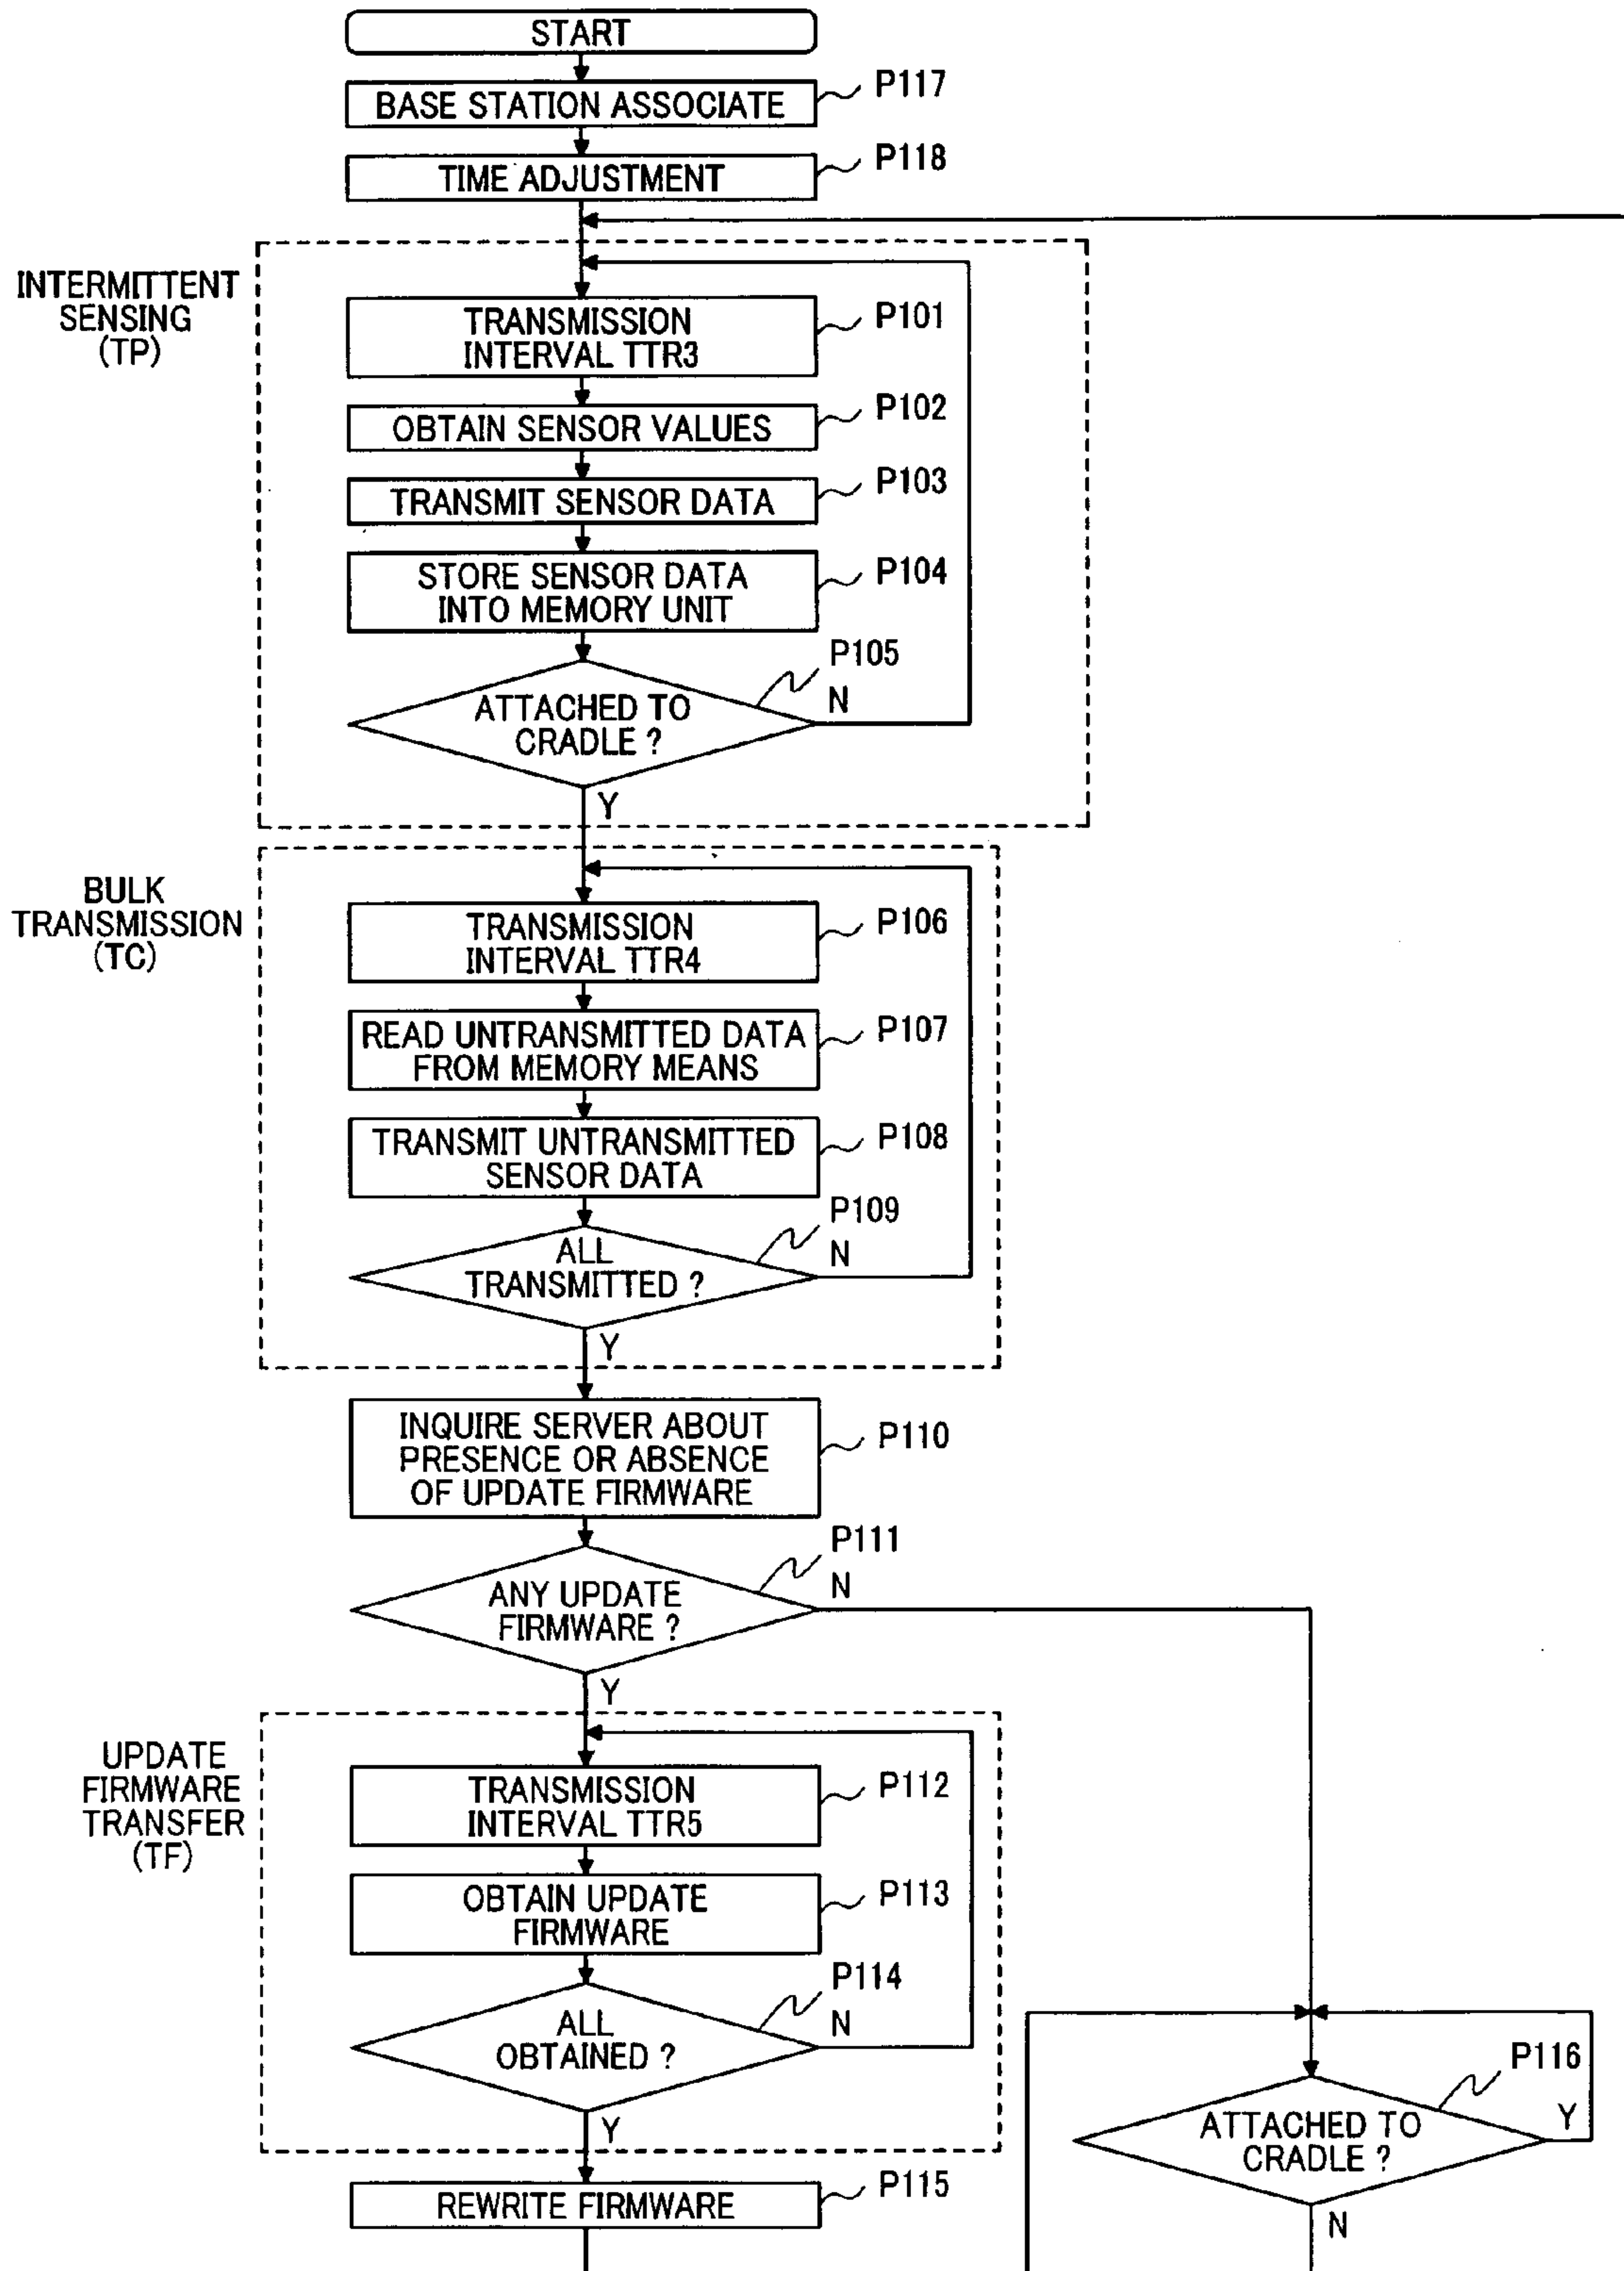 START
BASE STATION ASSOCIATE
P117
TIME ADJUSTMENT
P118
INTERMITTENT
SENSING
(TP)
TRANSMISSION
INTERVAL TTR3
P101
OBTAIN SENSOR VALUES
P102
TRANSMIT SENSOR DATA
P103
STORE SENSOR DATA
INTO MEMORY UNIT
P104
P105
ATTACHED TO
CRADLE ?
N
Y
BULK
TRANSMISSION
(TC)
TRANSMISSION
INTERVAL TTR4
P106
READ UNTRANSMITTED DATA
FROM MEMORY MEANS
P107
TRANSMIT UNTRANSMITTED
SENSOR DATA
P108
P109
ALL
TRANSMITTED ?
N
Y
INQUIRE SERVER ABOUT
PRESENCE OR ABSENCE
OF UPDATE FIRMWARE
P110
P111
ANY UPDATE
FIRMWARE ?
N
Y
UPDATE
FIRMWARE
TRANSFER
(TF)
TRANSMISSION
INTERVAL TTR5
P112
OBTAIN UPDATE
FIRMWARE
P113
P114
ALL
OBTAINED ?
N
Y
P116
ATTACHED TO
CRADLE ?
Y
N
REWRITE FIRMWARE
P115